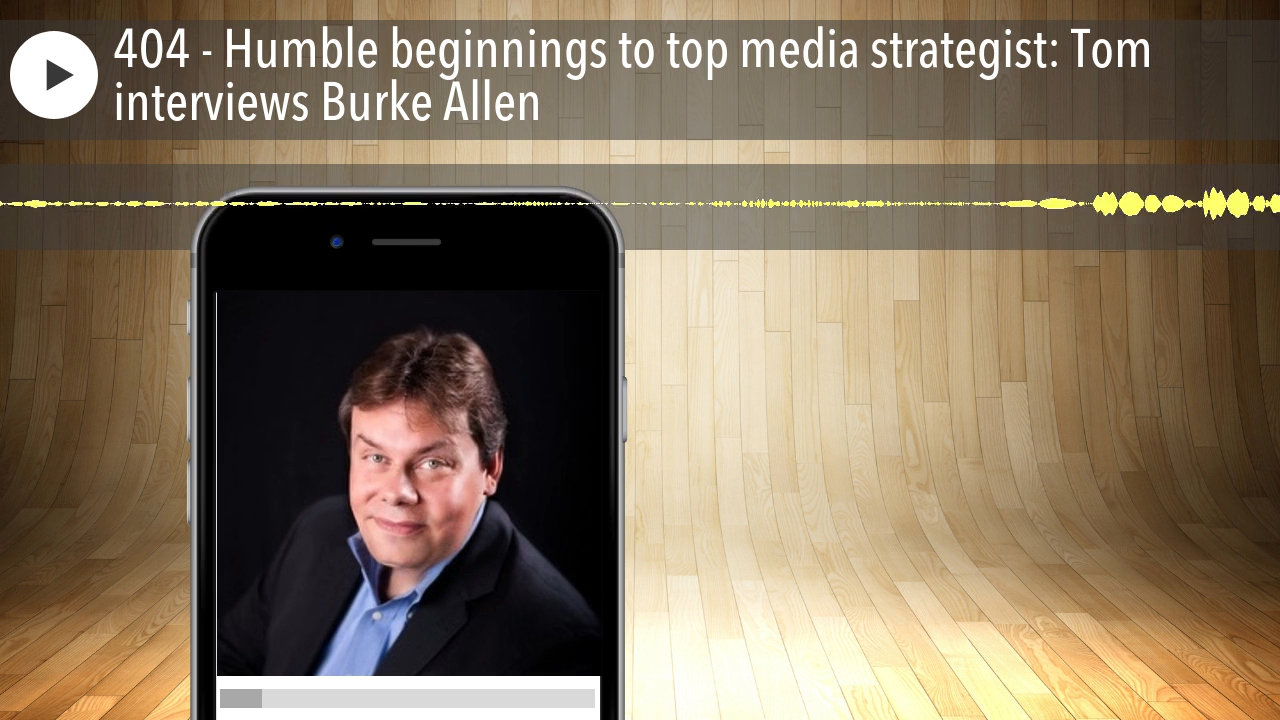 404 - Humble beginnings to top media strategist: Tom
interviews Burke Allen